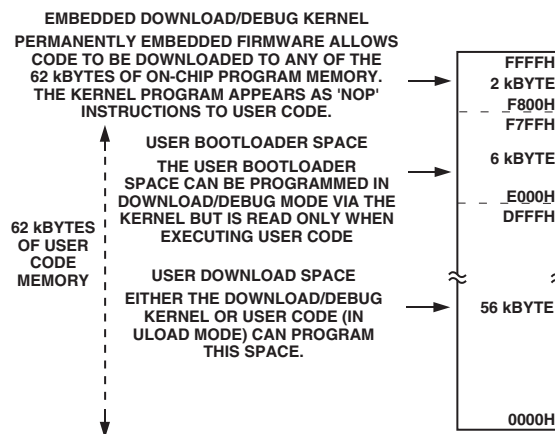 EMBEDDED DOWNLOAD/DEBUG KERNEL
PERMANENTLY EMBEDDED FIRMWARE ALLOWS
CODE TO BE DOWNLOADED TO ANY OF THE
62 kBYTES OF ON-CHIP PROGRAM MEMORY.
THE KERNEL PROGRAM APPEARS AS 'NOP'
INSTRUCTIONS TO USER CODE.
FFFFH
2 kBYTE
F800H
F7FFH
USER BOOTLOADER SPACE
THE USER BOOTLOADER
SPACE CAN BE PROGRAMMED IN
DOWNLOAD/DEBUG MODE VIA THE
KERNEL BUT IS READ ONLY WHEN
EXECUTING USER CODE
6 kBYTE
E000H
DFFFH
62 kBYTES
OF USER
CODE
MEMORY
USER DOWNLOAD SPACE
EITHER THE DOWNLOAD/DEBUG
KERNEL OR USER CODE (IN
ULOAD MODE) CAN PROGRAM
THIS SPACE.
56 kBYTE
0000H